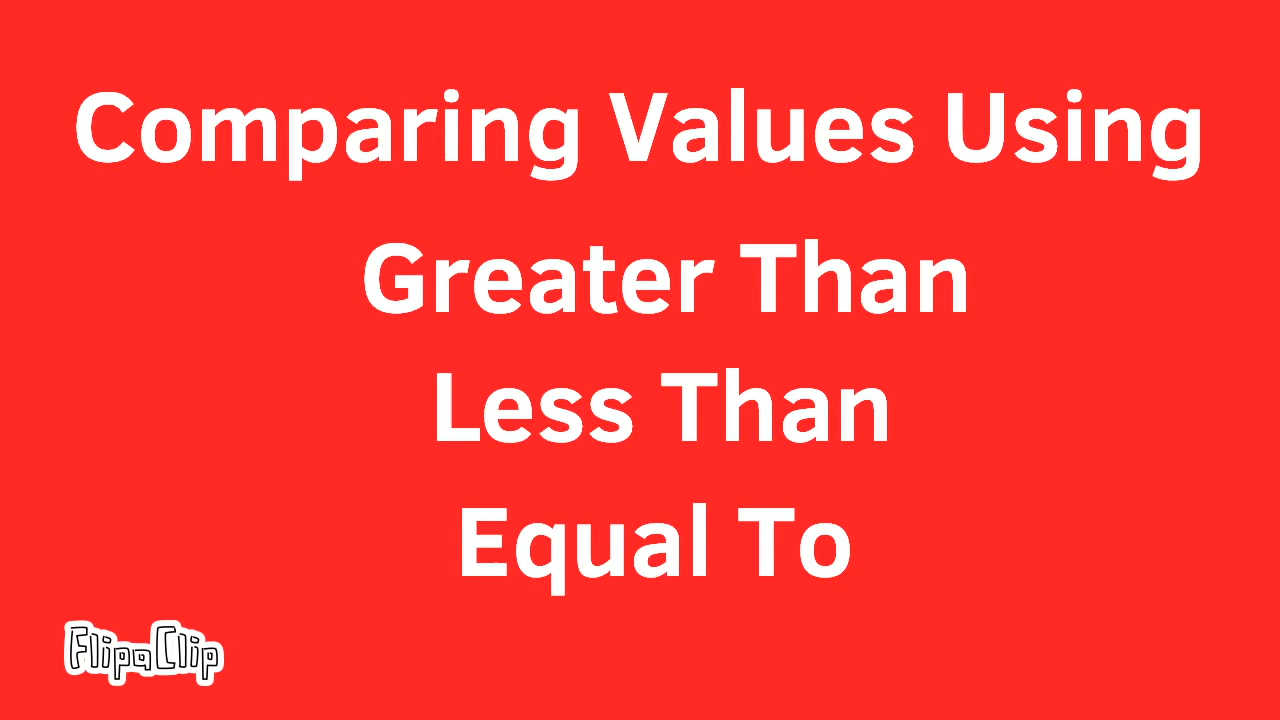 Comparing Values Using
Greater Than
Less Than
Equal To
FlipaClip